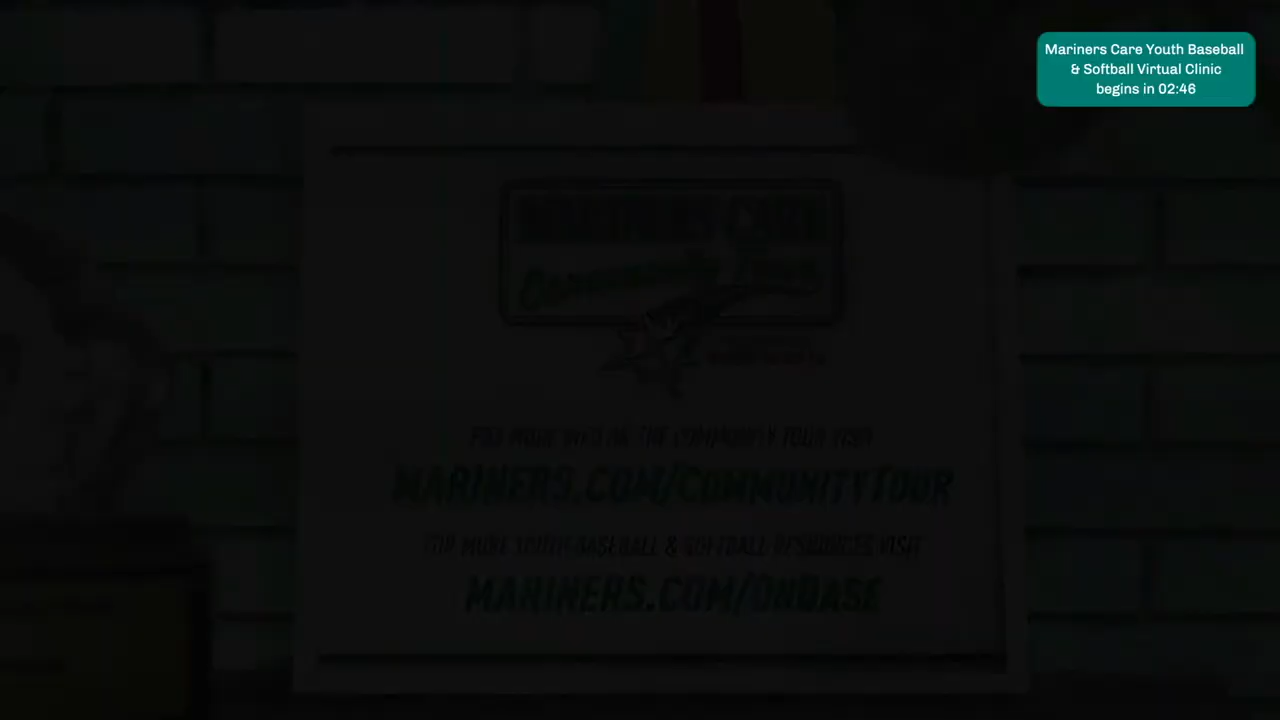 Mariners Care Youth Baseball
& Softball Virtual Clinic
begins in 02:46
MARINERS CARE
Community Tour
FOR MORE INFO ON THE COMMUNITY TOUR VISIT
MARINERS.COM/COMMUNITYTOUR
FOR MORE YOUTH BASEBALL & SOFTBALL RESOURCES VISIT
MARINERS.COM/ONBASE